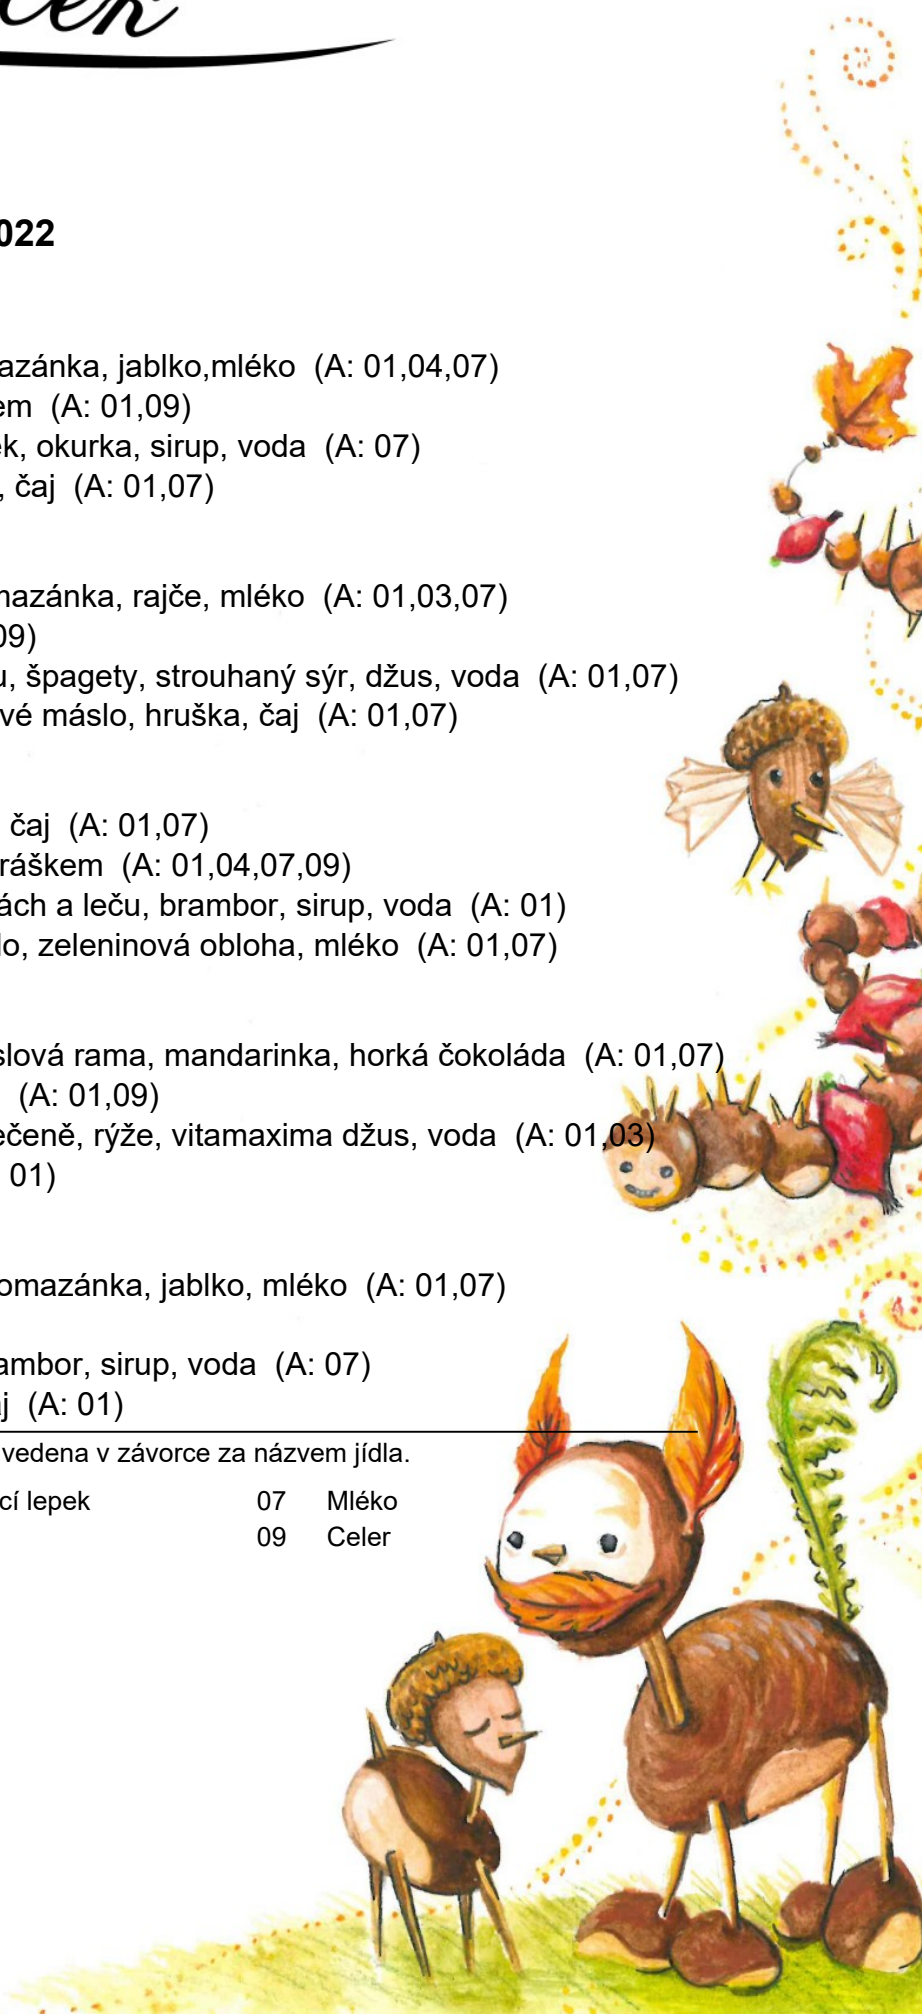 ček
022
azánka, jablko,mléko (A: 01,04,07)
em (A: 01,09)
ek, okurka, sirup, voda (A: 07)
, čaj (A: 01,07)
mazánka, rajče, mléko (A: 01,03,07)
09)
u, špagety, strouhaný sýr, džus, voda (A: 01,07)
vé máslo, hruška, čaj (A: 01,07)
čaj (A: 01,07)
ráškem (A: 01,04,07,09)
ách a leču, brambor, sirup, voda (A: 01)
lo, zeleninová obloha, mléko (A: 01,07)
slová rama, mandarinka, horká čokoláda (A: 01,07)
(A: 01,09)
ečeně, rýže, vitamaxima džus, voda (A: 01,03)
01)
omazánka, jablko, mléko (A: 01,07)
ambor, sirup, voda (A: 07)
aj (A: 01)
vedena v závorce za názvem jídla.
cí lepek 07 Mléko
09 Celer